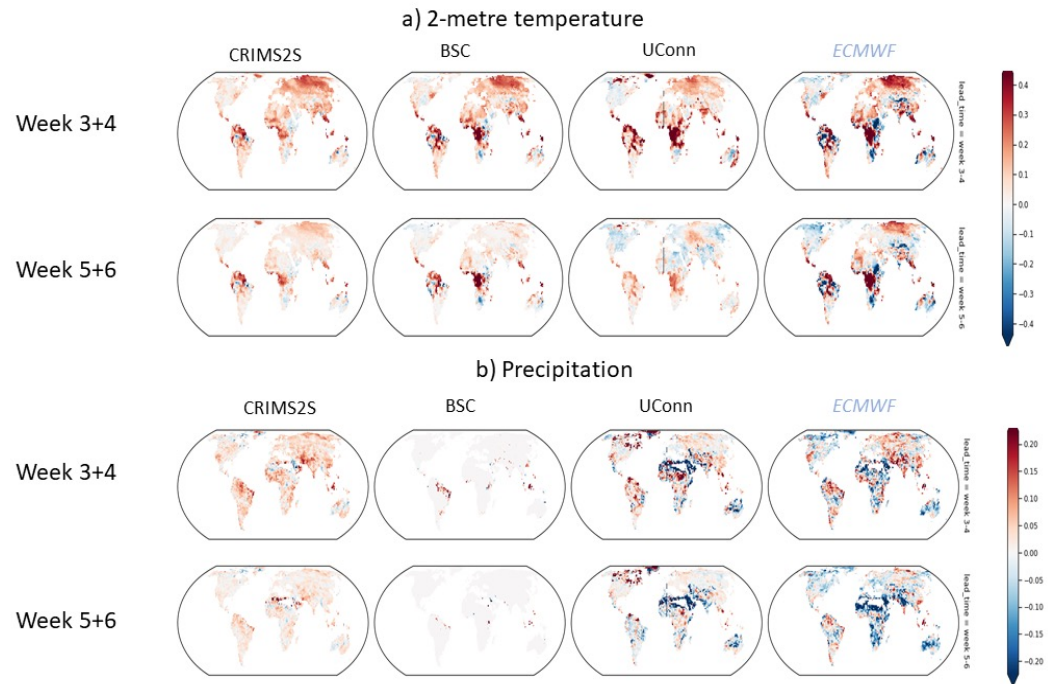 a) 2-metre temperature
CRIMS2S BSC UConn ECMWF
Week 3+4
lead_time = week 3-4
0.4
0.3
0.2
0.1
0.0
−0.1
−0.2
−0.3
−0.4
Week 5+6
lead_time = week 5-6
b) Precipitation
CRIMS2S BSC UConn ECMWF
Week 3+4
lead_time = week 3-4
0.20
0.15
0.10
0.05
0.00
−0.05
−0.10
−0.15
−0.20
Week 5+6
lead_time = week 5-6